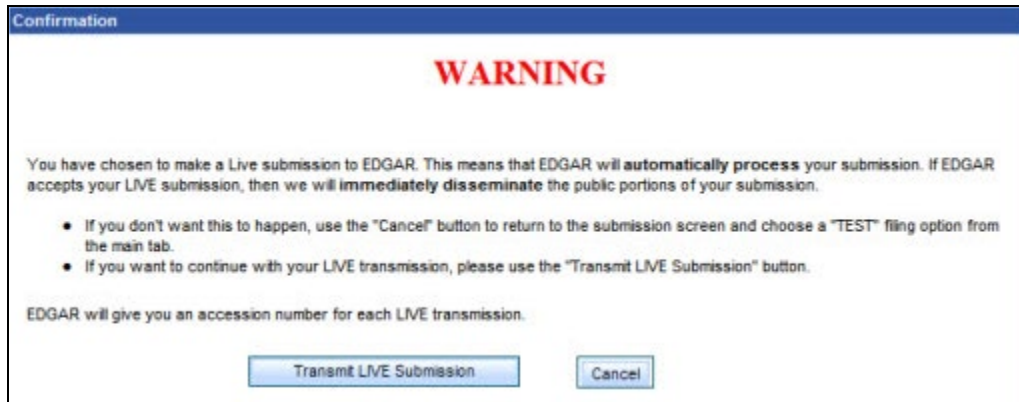 Confirmation
WARNING
You have chosen to make a Live submission to EDGAR. This means that EDGAR will automatically process your submission. If EDGAR
accepts your LIVE submission, then we will immediately disseminate the public portions of your submission.
• If you don't want this to happen, use the "Cancel" button to return to the submission screen and choose a "TEST" filing option from
the main tab.
• If you want to continue with your LIVE transmission, please use the "Transmit LIVE Submission" button.
EDGAR will give you an accession number for each LIVE transmission.
Transmit LIVE Submission Cancel